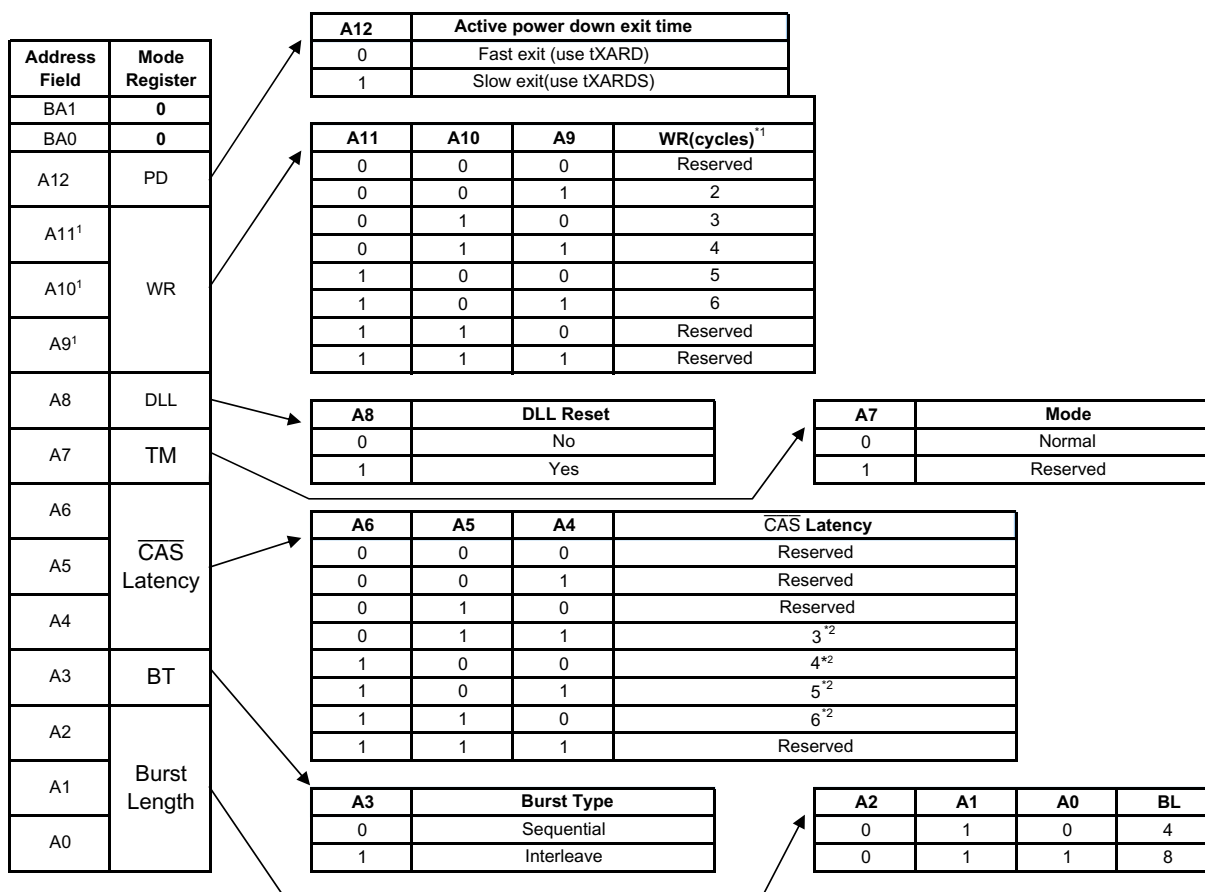 Address Field	Mode Register
BA1	0
BA0	0
A12	PD
A11¹
A10¹	WR
A9¹
A8	DLL
A7	TM
A6
A5	C̅A̅S̅ Latency
A4
A3	BT
A2
A1	Burst Length
A0
A12	Active power down exit time
0	Fast exit (use tXARD)
1	Slow exit(use tXARDS)
A11	A10	A9	WR(cycles)*1
0	0	0	Reserved
0	0	1	2
0	1	0	3
0	1	1	4
1	0	0	5
1	0	1	6
1	1	0	Reserved
1	1	1	Reserved
A8	DLL Reset
0	No
1	Yes
A7	Mode
0	Normal
1	Reserved
A6	A5	A4	C̅A̅S̅ Latency
0	0	0	Reserved
0	0	1	Reserved
0	1	0	Reserved
0	1	1	3*2
1	0	0	4*2
1	0	1	5*2
1	1	0	6*2
1	1	1	Reserved
A3	Burst Type
0	Sequential
1	Interleave
A2	A1	A0	BL
0	1	0	4
0	1	1	8